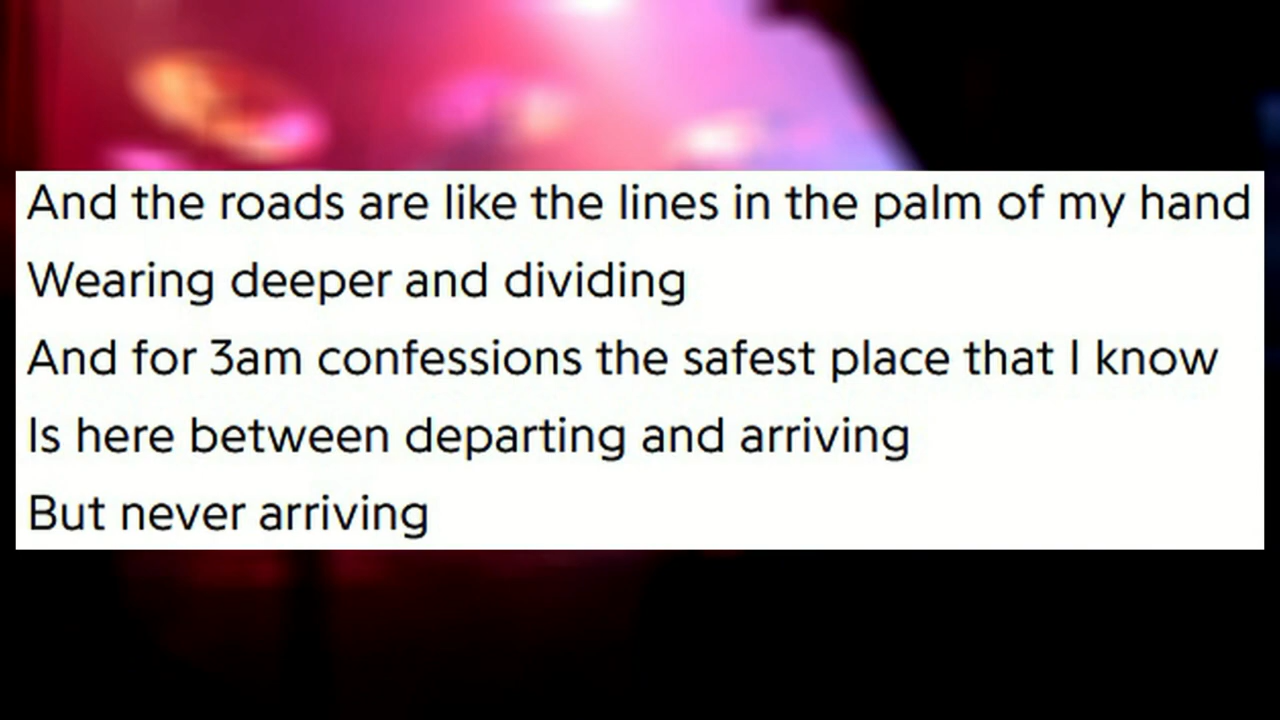 And the roads are like the lines in the palm of my hand
Wearing deeper and dividing
And for 3am confessions the safest place that I know
Is here between departing and arriving
But never arriving